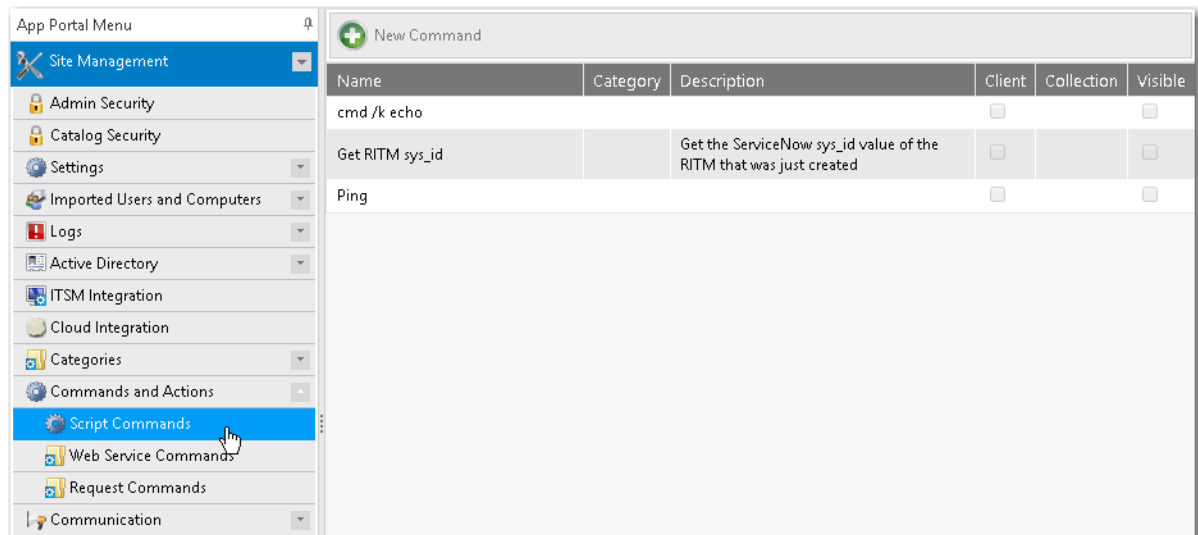 App Portal Menu
Site Management
Admin Security
Catalog Security
Settings
Imported Users and Computers
Logs
Active Directory
ITSM Integration
Cloud Integration
Categories
Commands and Actions
Script Commands
Web Service Commands
Request Commands
Communication
New Command
Name Category Description Client Collection Visible
cmd /k echo
Get RITM sys_id Get the ServiceNow sys_id value of the
RITM that was just created
Ping